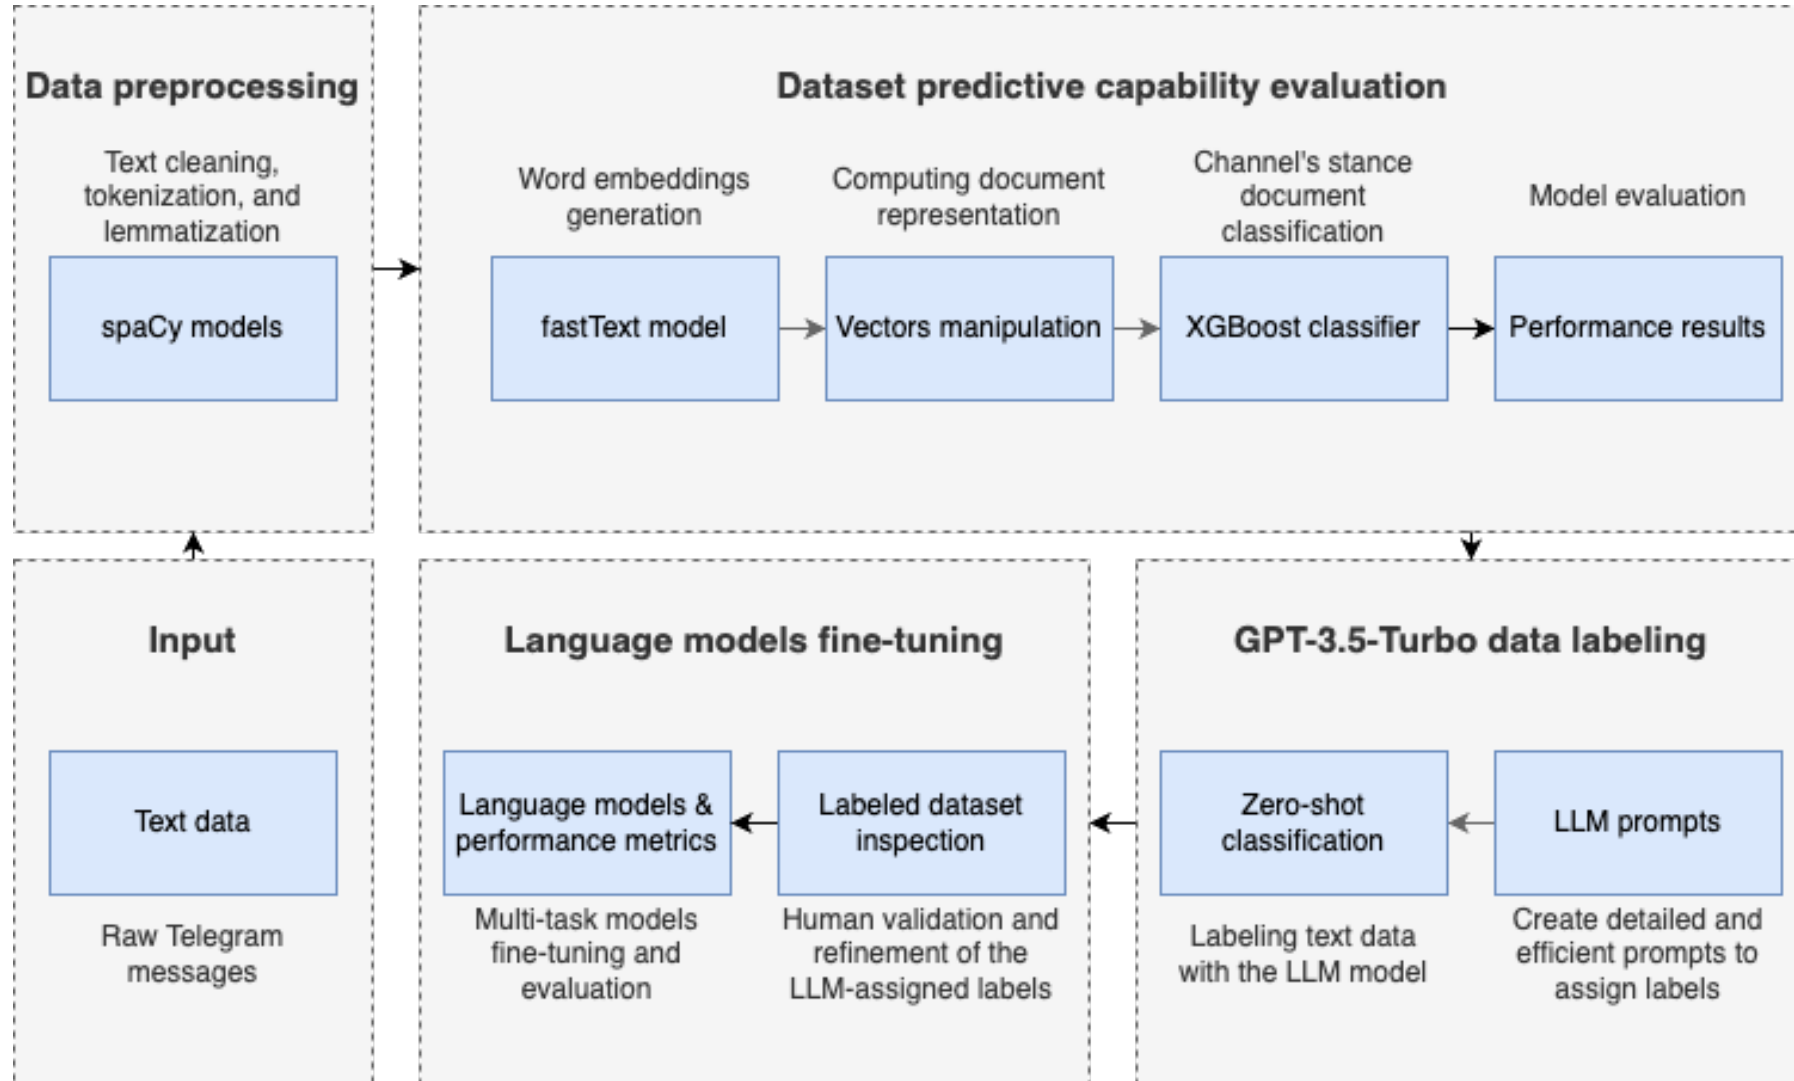 Data preprocessing
Text cleaning,
tokenization, and
lemmatization
spaCy models
Dataset predictive capability evaluation
Word embeddings
generation
fastText model
Computing document
representation
Vectors manipulation
Channel's stance
document
classification
XGBoost classifier
Model evaluation
Performance results
Input
Text data
Raw Telegram
messages
Language models fine-tuning
Language models &
performance metrics
Multi-task models
fine-tuning and
evaluation
Labeled dataset
inspection
Human validation and
refinement of the
LLM-assigned labels
GPT-3.5-Turbo data labeling
Zero-shot
classification
Labeling text data
with the LLM model
LLM prompts
Create detailed and
efficient prompts to
assign labels